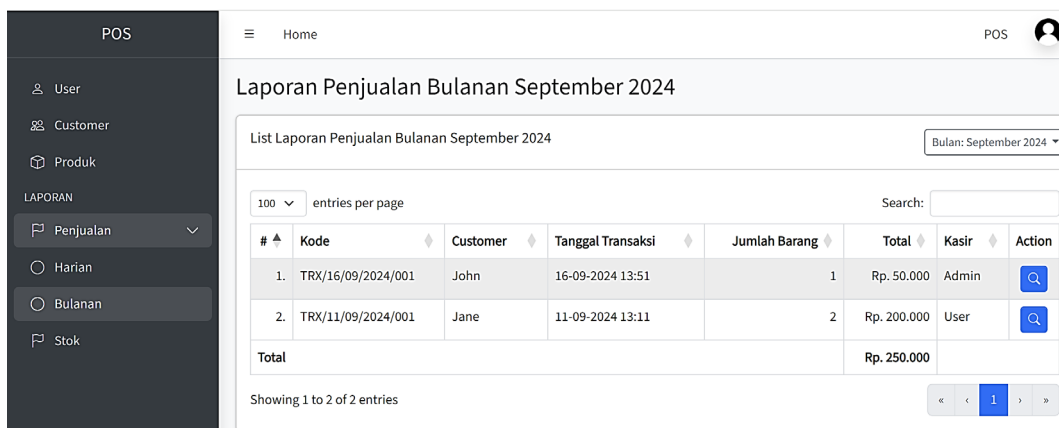 POS
Home
POS
User
Customer
Produk
LAPORAN
Penjualan
Harian
Bulanan
Stok
Laporan Penjualan Bulanan September 2024
List Laporan Penjualan Bulanan September 2024
Bulan: September 2024
100 entries per page
Search:
# Kode Customer Tanggal Transaksi Jumlah Barang Total Kasir Action
1. TRX/16/09/2024/001 John 16-09-2024 13:51 1 Rp. 50.000 Admin
2. TRX/11/09/2024/001 Jane 11-09-2024 13:11 2 Rp. 200.000 User
Total Rp. 250.000
Showing 1 to 2 of 2 entries
« ‹ 1 › »